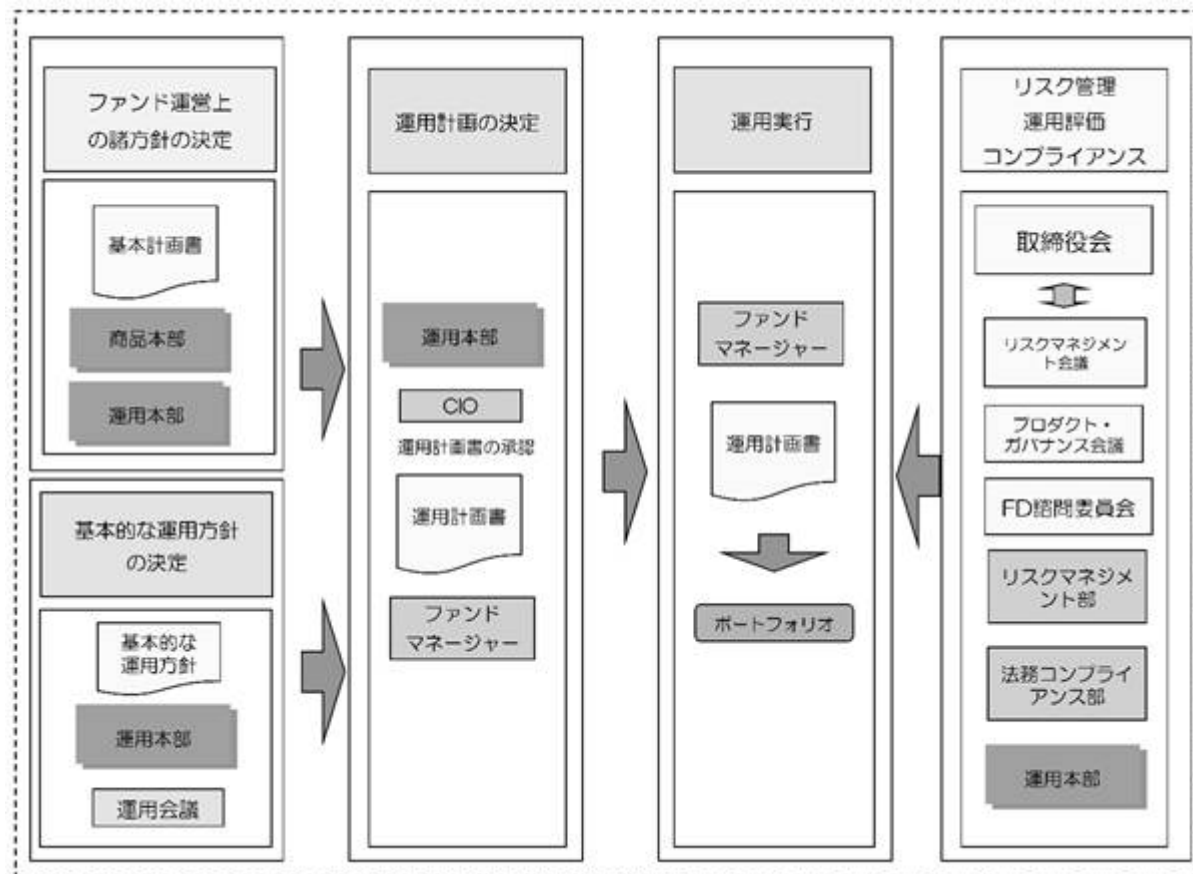 ファンド運営上
の諸方針の決定
基本計画書
商品本部
運用本部
基本的な運用方針
の決定
基本的な
運用方針
運用本部
運用会議
運用計画の決定
運用本部
CIO
運用計画書の承認
運用計画書
ファンド
マネージャー
運用実行
ファンド
マネージャー
運用計画書
ポートフォリオ
リスク管理
運用評価
コンプライアンス
取締役会
リスクマネジメン
ト会議
プロダクト・
ガバナンス会議
FD諮問委員会
リスクマネジメ
ント部
法務コンプライ
アンス部
運用本部